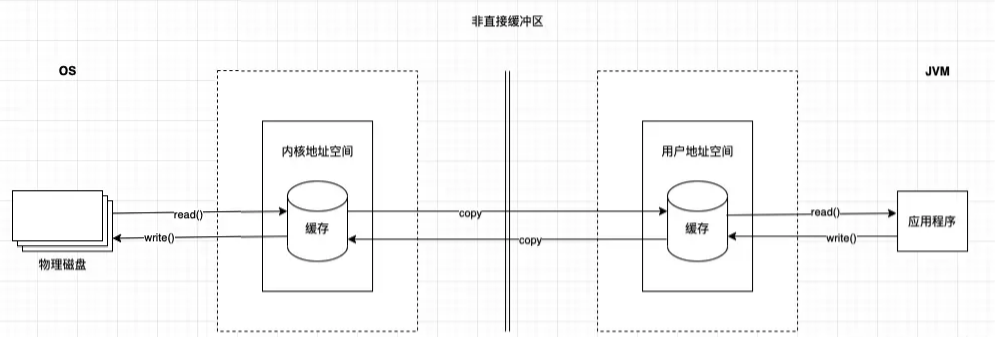 非直接缓冲区
OS
JVM
内核地址空间
用户地址空间
read()
缓存
copy
缓存
read()
应用程序
write()
copy
write()
物理磁盘